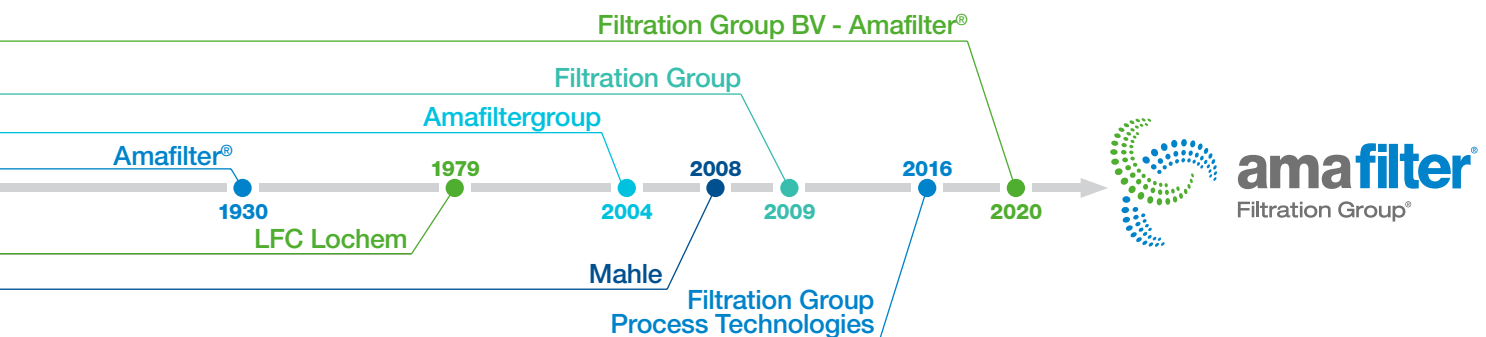 Filtration Group BV - Amafilter®
Filtration Group
Amafiltergroup
Amafilter®
1979
2008
2016
1930
2004
2009
2020
LFC Lochem
Mahle
Filtration Group
Process Technologies
amafilter®
Filtration Group®